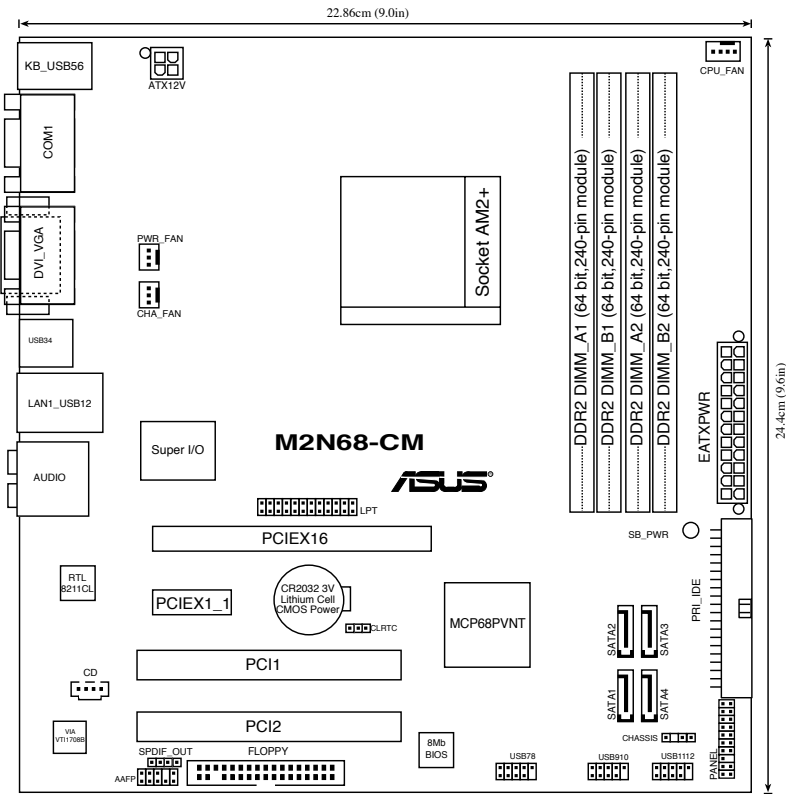 22.86cm (9.0in)
KB_USB56
ATX12V
CPU_FAN
COM1
DVI_VGA
PWR_FAN
CHA_FAN
Socket AM2+
DDR2 DIMM_A1 (64 bit,240-pin module)
DDR2 DIMM_B1 (64 bit,240-pin module)
DDR2 DIMM_A2 (64 bit,240-pin module)
DDR2 DIMM_B2 (64 bit,240-pin module)
24.4cm (9.6in)
USB34
LAN1_USB12
EATXPWR
Super I/O
M2N68-CM
AUDIO
ASUS
LPT
PCIEX16
SB_PWR
RTL
8211CL
PCIEX1_1
CR2032 3V
Lithium Cell
CMOS Power
CLRTC
MCP68PVNT
PRI_IDE
SATA2
SATA3
PCI1
CD
SATA1
SATA4
PCI2
VIA
VTI1708B
8Mb
BIOS
CHASSIS
PANEL
SPDIF_OUT
FLOPPY
AAFP
USB78
USB910
USB1112